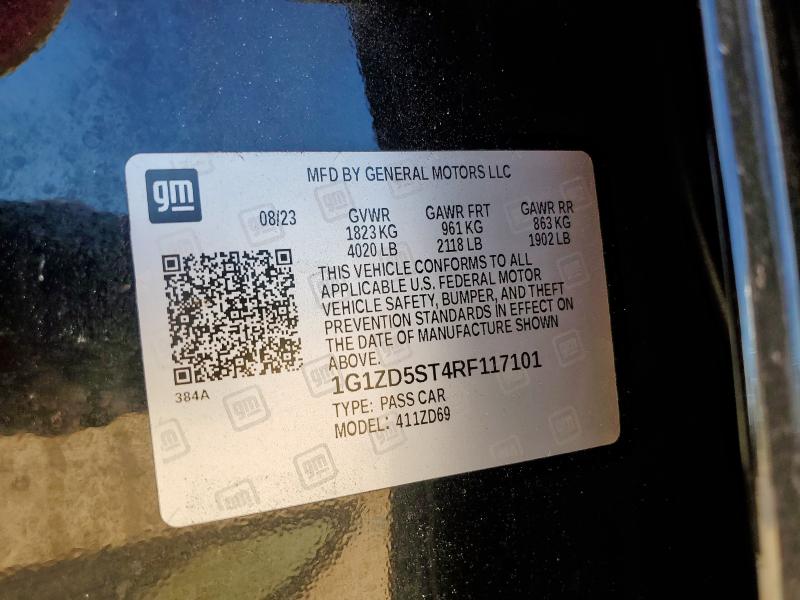 gm
MFD BY GENERAL MOTORS LLC
08/23 GVWR GAWR FRT GAWR RR
1823 KG 961 KG 863 KG
4020 LB 2118 LB 1902 LB
THIS VEHICLE CONFORMS TO ALL
APPLICABLE U.S. FEDERAL MOTOR
VEHICLE SAFETY, BUMPER, AND THEFT
PREVENTION STANDARDS IN EFFECT ON
THE DATE OF MANUFACTURE SHOWN
ABOVE.
1G1ZD5ST4RF117101
384A
TYPE: PASS CAR
MODEL: 411ZD69